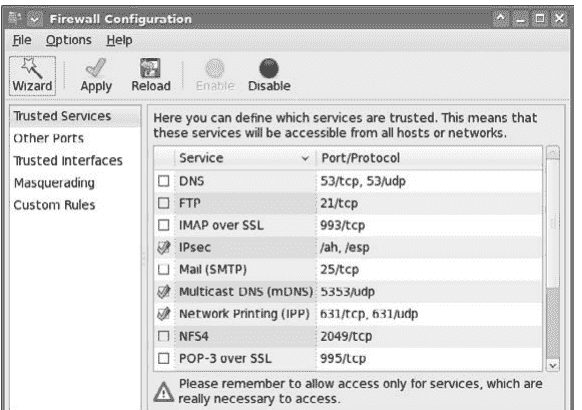 Firewall Configuration
File Options Help
Wizard Apply Reload Enable Disable
Trusted Services
Other Ports
Trusted Interfaces
Masquerading
Custom Rules
Here you can define which services are trusted. This means that
these services will be accessible from all hosts or networks.
Service Port/Protocol
DNS 53/tcp, 53/udp
FTP 21/tcp
IMAP over SSL 993/tcp
IPsec /ah, /esp
Mail (SMTP) 25/tcp
Multicast DNS (mDNS) 5353/udp
Network Printing (IPP) 631/tcp, 631/udp
NFS4 2049/tcp
POP-3 over SSL 995/tcp
Please remember to allow access only for services, which are
really necessary to access.